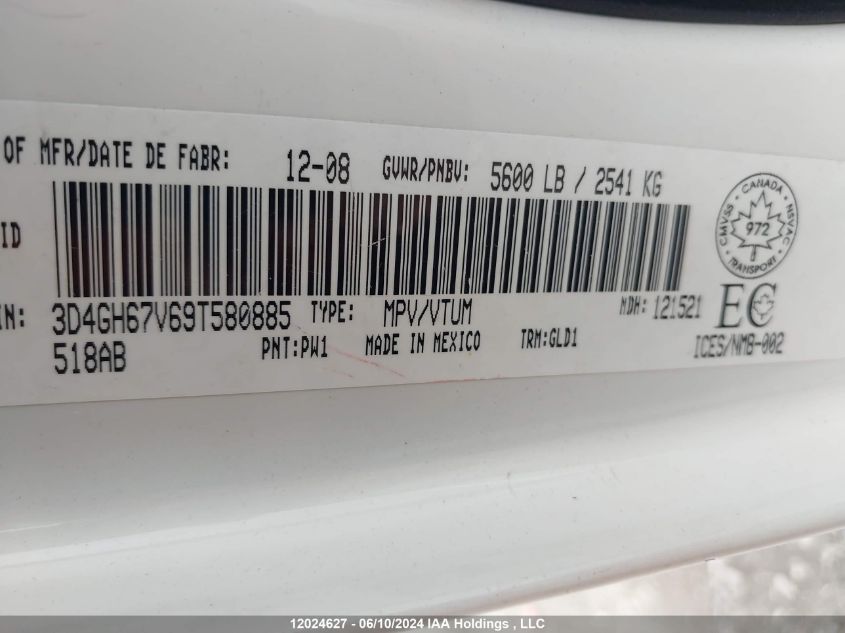 OF MFR/DATE DE FABR: 12-08 GVWR/PNBV: 5600 LB / 2541 KG
ID
CANADA
CMVSS 972 NSVAC
TRANSPORT
IN: 3D4GH67V69T580885 TYPE: MPV/VTUM MDH: 121521 EC
518AB PNT:PW1 MADE IN MEXICO TRM:GLD1 ICES/NMB-002
12024627 - 06/10/2024 IAA Holdings , LLC